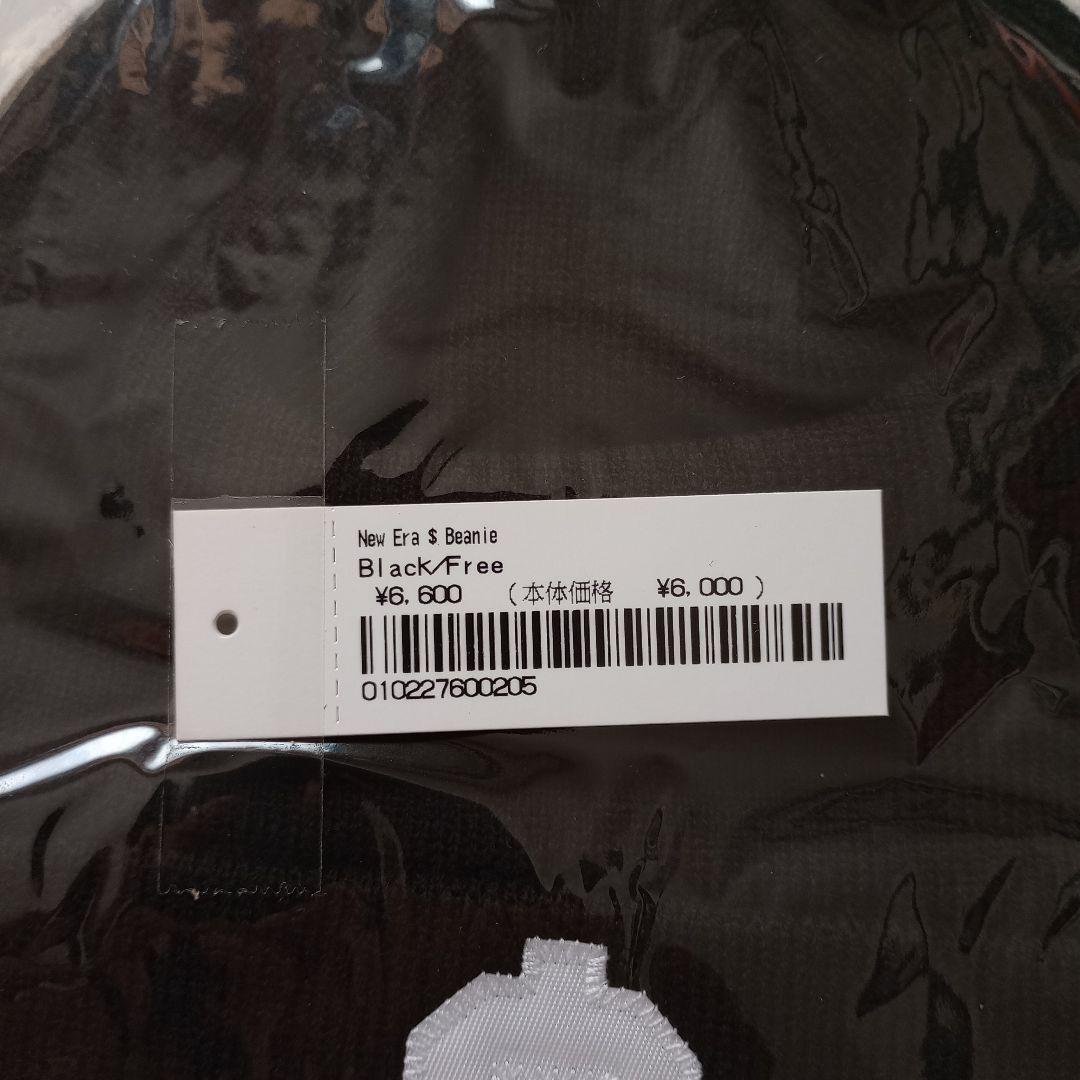 New Era $ Beanie
Black/Free
¥6,600 (本体価格 ¥6,000)
010227600205